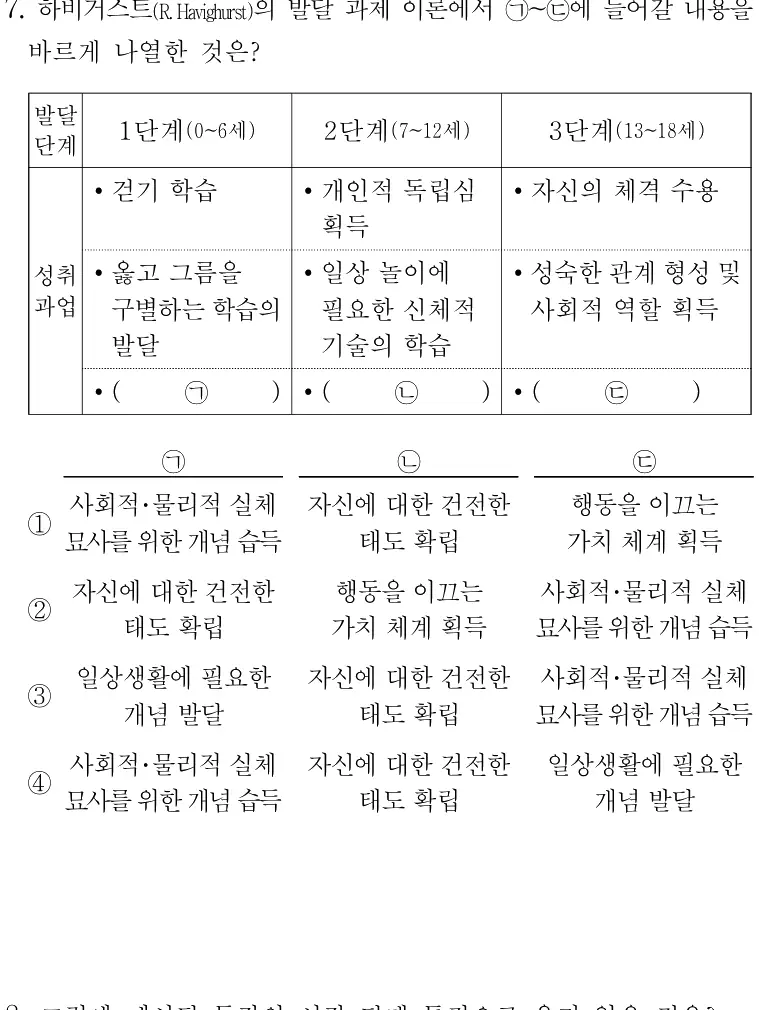 7. 하비거스트(R. Havighurst)의 발달 과제 이론에서 ㉠~㉢에 들어갈 내용을
바르게 나열한 것은?
발달 단계 1단계(0~6세) 2단계(7~12세) 3단계(13~18세)
성취 과업
• 걷기 학습 • 개인적 독립심 • 자신의 체격 수용
획득
• 옳고 그름을 • 일상 놀이에 • 성숙한 관계 형성 및
구별하는 학습의 필요한 신체적 사회적 역할 획득
발달 기술의 학습
• ( ㉠ ) • ( ㉡ ) • ( ㉢ )
㉠ ㉡ ㉢
① 사회적·물리적 실체 자신에 대한 건전한 행동을 이끄는
묘사를 위한 개념 습득 태도 확립 가치 체계 획득
② 자신에 대한 건전한 행동을 이끄는 사회적·물리적 실체
태도 확립 가치 체계 획득 묘사를 위한 개념 습득
③ 일상생활에 필요한 자신에 대한 건전한 사회적·물리적 실체
개념 발달 태도 확립 묘사를 위한 개념 습득
④ 사회적·물리적 실체 자신에 대한 건전한 일상생활에 필요한
묘사를 위한 개념 습득 태도 확립 개념 발달